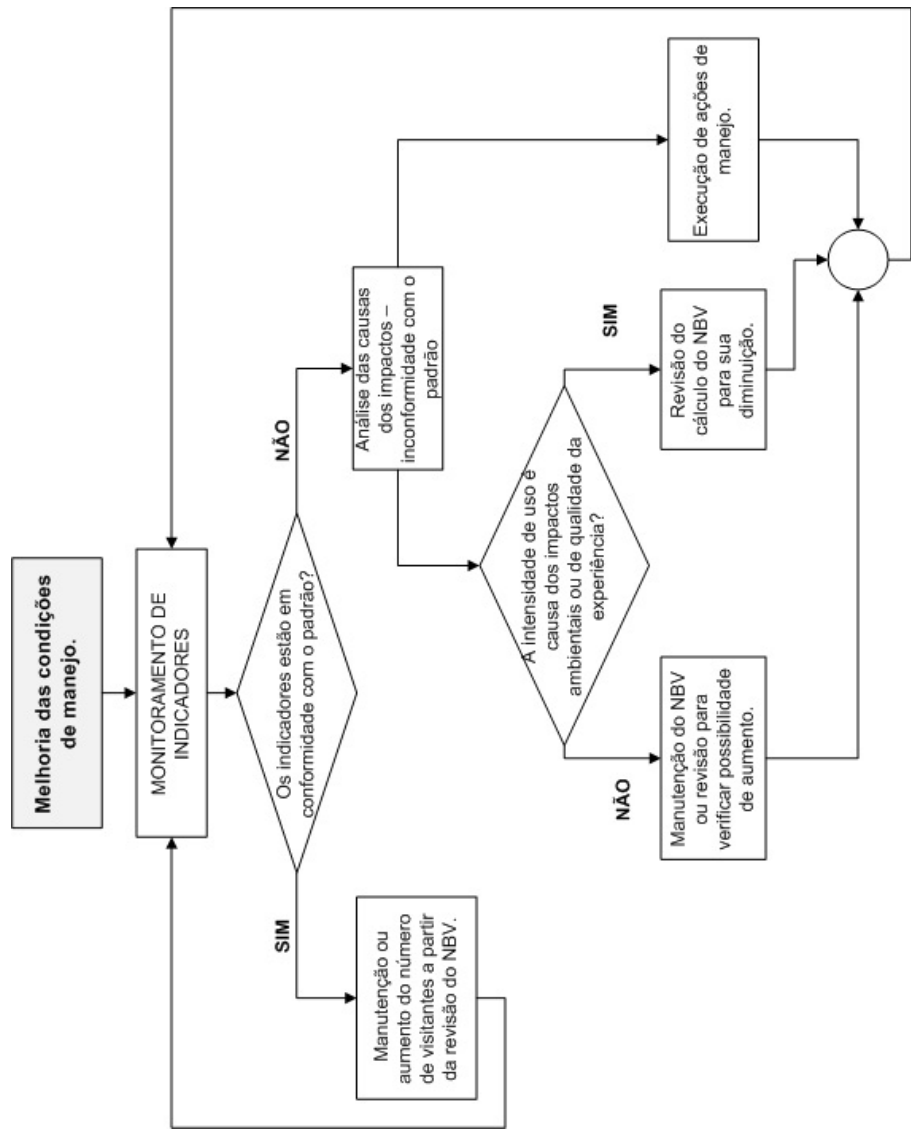 Melhoria das condições
de manejo.
MONITORAMENTO DE
INDICADORES
Os indicadores estão em
conformidade com o padrão?
SIM
NÃO
Manutenção ou
aumento do número
de visitantes a partir
da revisão do NBV.
Análise das causas
dos impactos –
inconformidade com o
padrão
A intensidade de uso é
causa dos impactos
ambientais ou de qualidade da
experiência?
NÃO
SIM
Manutenção do NBV
ou revisão para
verificar possibilidade
de aumento.
Revisão do
cálculo do NBV
para sua
diminuição.
Execução de ações de
manejo.